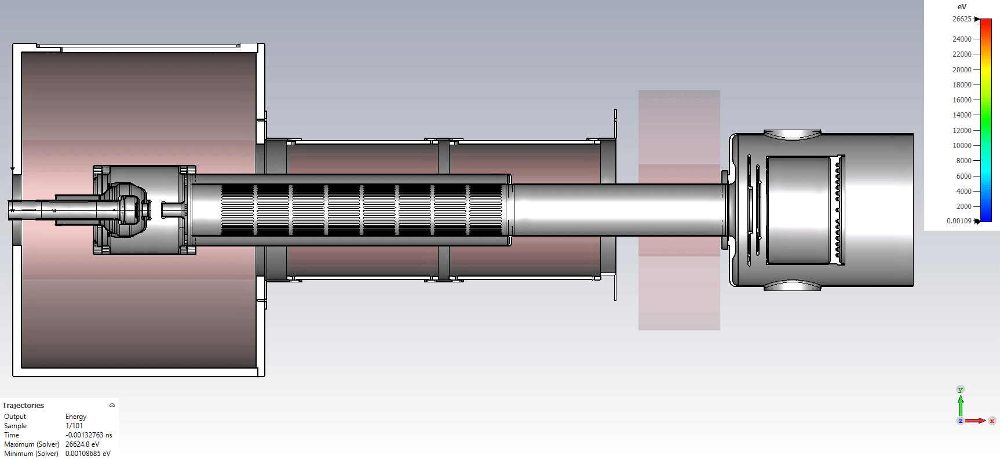 eV
26625
24000
22000
20000
18000
16000
14000
12000
10000
8000
6000
4000
2000
0.00109
w
u
Y
z
x
Trajectories
Output Energy
Sample 1/101
Time -0.00132763 ns
Maximum (Solver) 26624.8 eV
Minimum (Solver) 0.00108685 eV